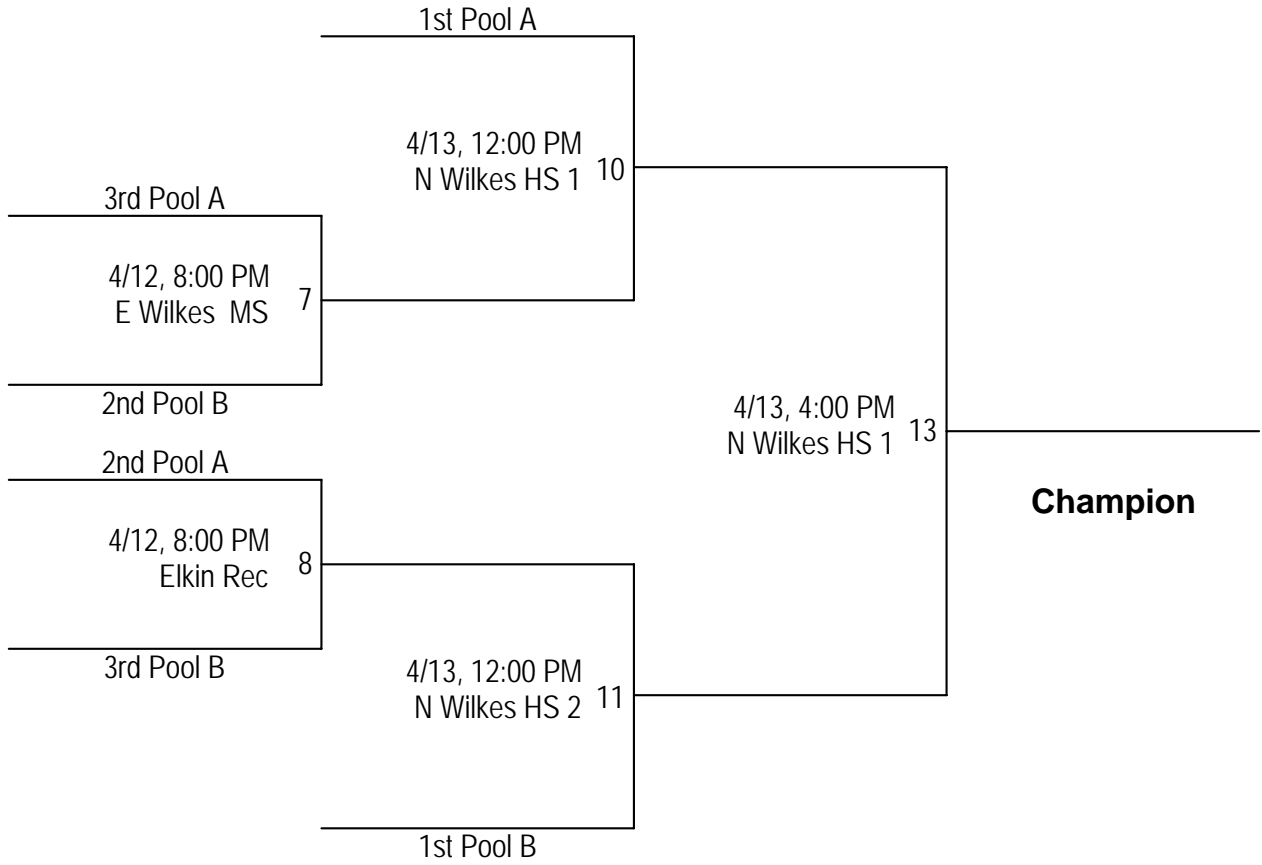 1st Pool A
4/13, 12:00 PM
N Wilkes HS 1
10
3rd Pool A
4/12, 8:00 PM
E Wilkes  MS
7
2nd Pool B
4/13, 4:00 PM
N Wilkes HS 1
13
2nd Pool A
Champion
4/12, 8:00 PM
Elkin Rec
8
3rd Pool B
4/13, 12:00 PM
N Wilkes HS 2
11
1st Pool B